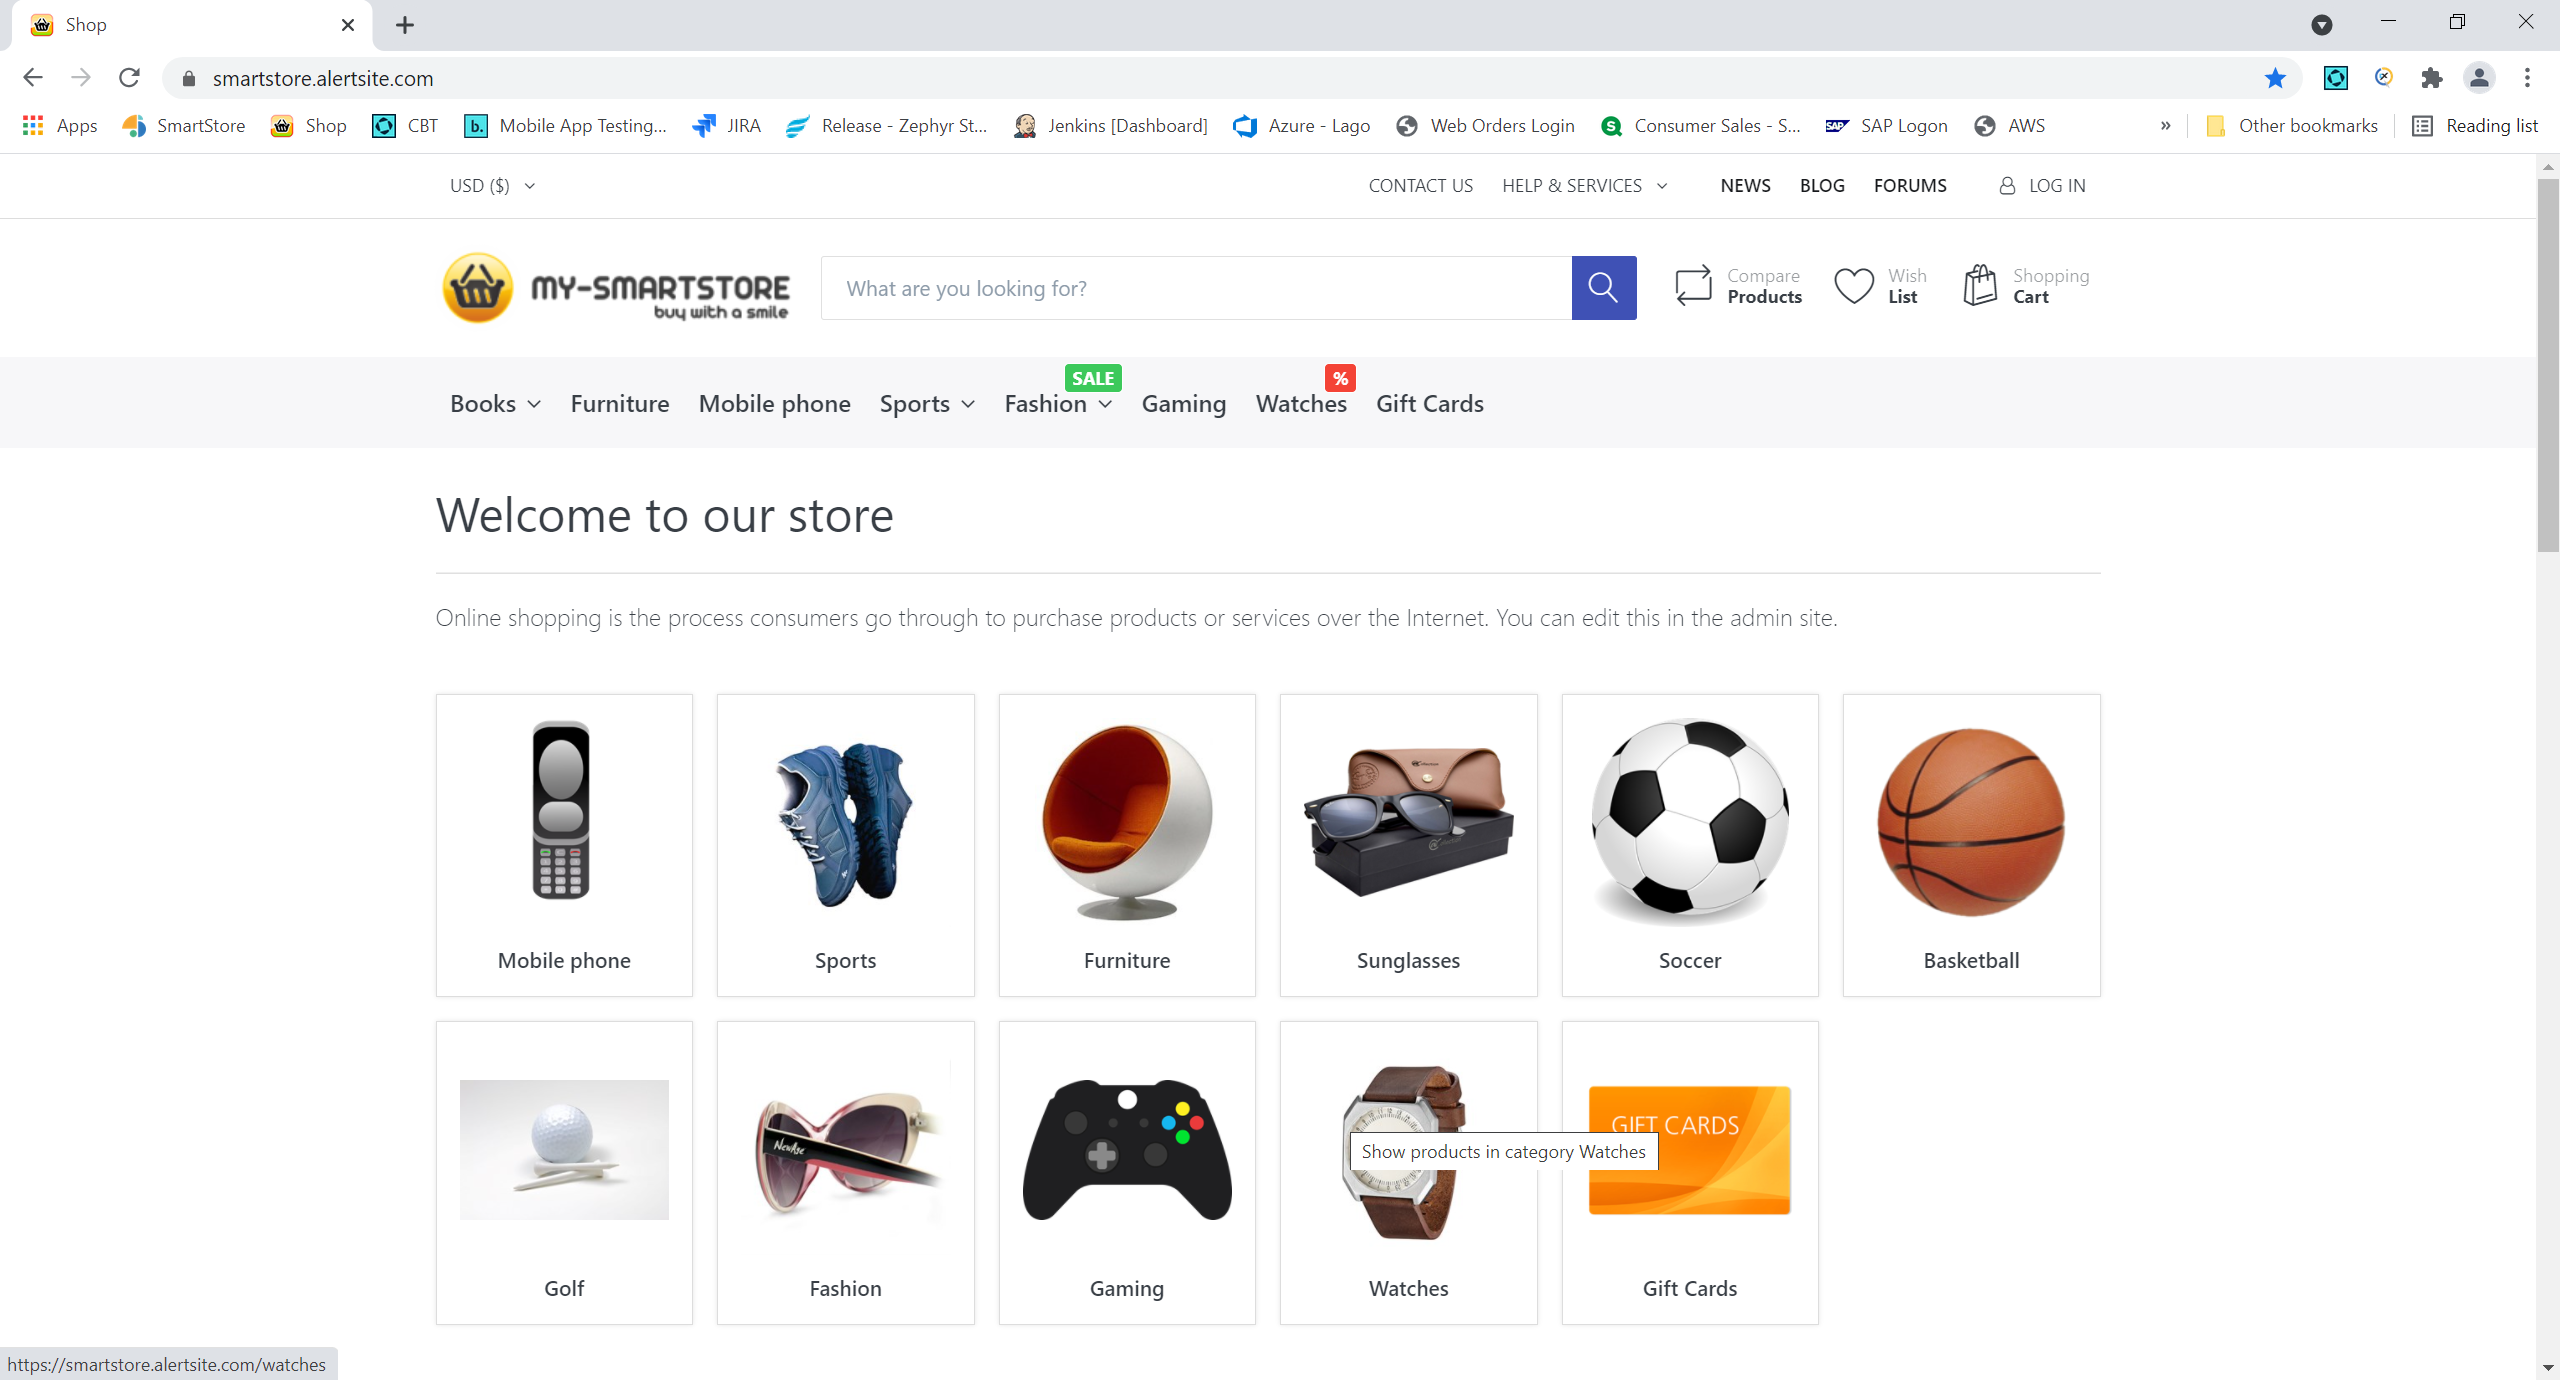 Shop
smartstore.alertsite.com
Apps SmartStore Shop CBT b. Mobile App Testing... JIRA Release - Zephyr St... Jenkins [Dashboard] Azure - Lago Web Orders Login S Consumer Sales - S... SAP SAP Logon AWS » Other bookmarks Reading list
USD ($) CONTACT US HELP & SERVICES NEWS BLOG FORUMS LOG IN
MY-SMARTSTORE
buy with a smile
What are you looking for?
Compare
Products
Wish
List
Shopping
Cart
SALE %
Books Furniture Mobile phone Sports Fashion Gaming Watches Gift Cards
Welcome to our store
Online shopping is the process consumers go through to purchase products or services over the Internet. You can edit this in the admin site.
Mobile phone Sports Furniture Sunglasses Soccer Basketball
NewAge
GIFT CARDS
Show products in category Watches
Golf Fashion Gaming Watches Gift Cards
https://smartstore.alertsite.com/watches